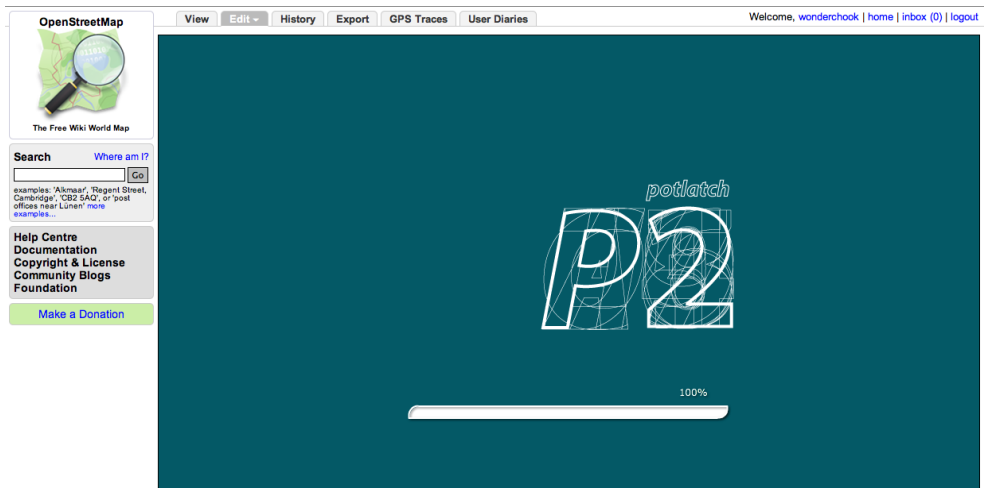 OpenStreetMap
The Free Wiki World Map
Search Where am I?
Go
examples: 'Alkmaar', 'Regent Street,
Cambridge', 'CB2 5AQ', or 'post
offices near Lünen' more
examples...
Help Centre
Documentation
Copyright & License
Community Blogs
Foundation
Make a Donation
View Edit History Export GPS Traces User Diaries
Welcome, wonderchook | home | inbox (0) | logout
potlatch
P2
100%